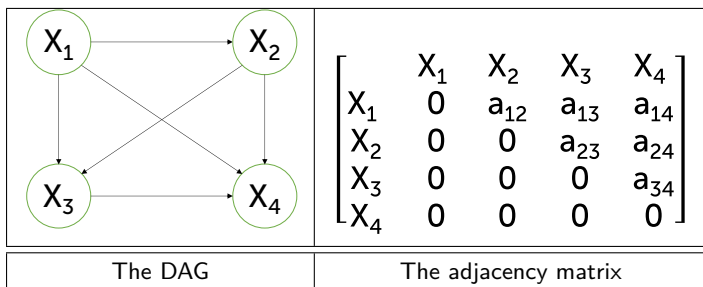 X1 X2
X3 X4
X1 X2 X3 X4
X1 0 a12 a13 a14
X2 0 0 a23 a24
X3 0 0 0 a34
X4 0 0 0 0
The DAG
The adjacency matrix